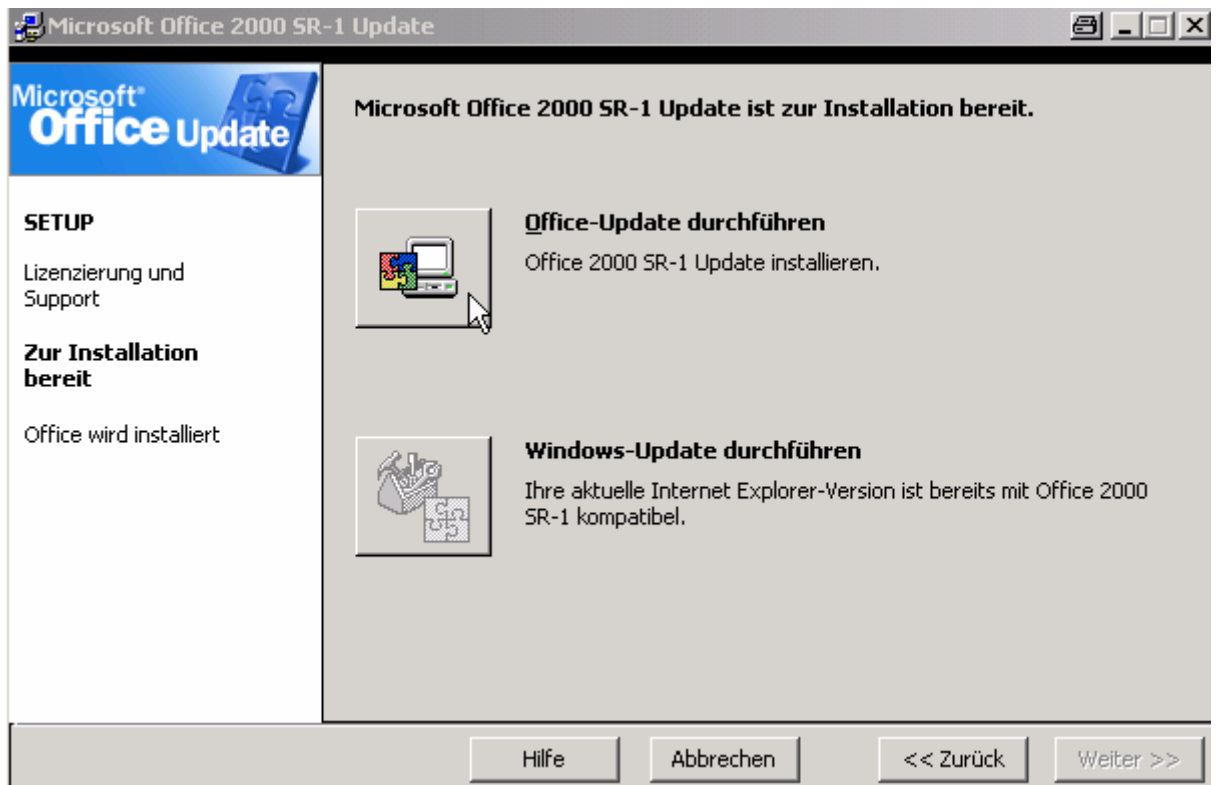 Microsoft Office 2000 SR-1 Update
Microsoft®
Office Update
SETUP
Lizenzierung und
Support
Zur Installation
bereit
Office wird installiert
Microsoft Office 2000 SR-1 Update ist zur Installation bereit.
Office-Update durchführen
Office 2000 SR-1 Update installieren.
Windows-Update durchführen
Ihre aktuelle Internet Explorer-Version ist bereits mit Office 2000
SR-1 kompatibel.
Hilfe
Abbrechen
<< Zurück
Weiter >>